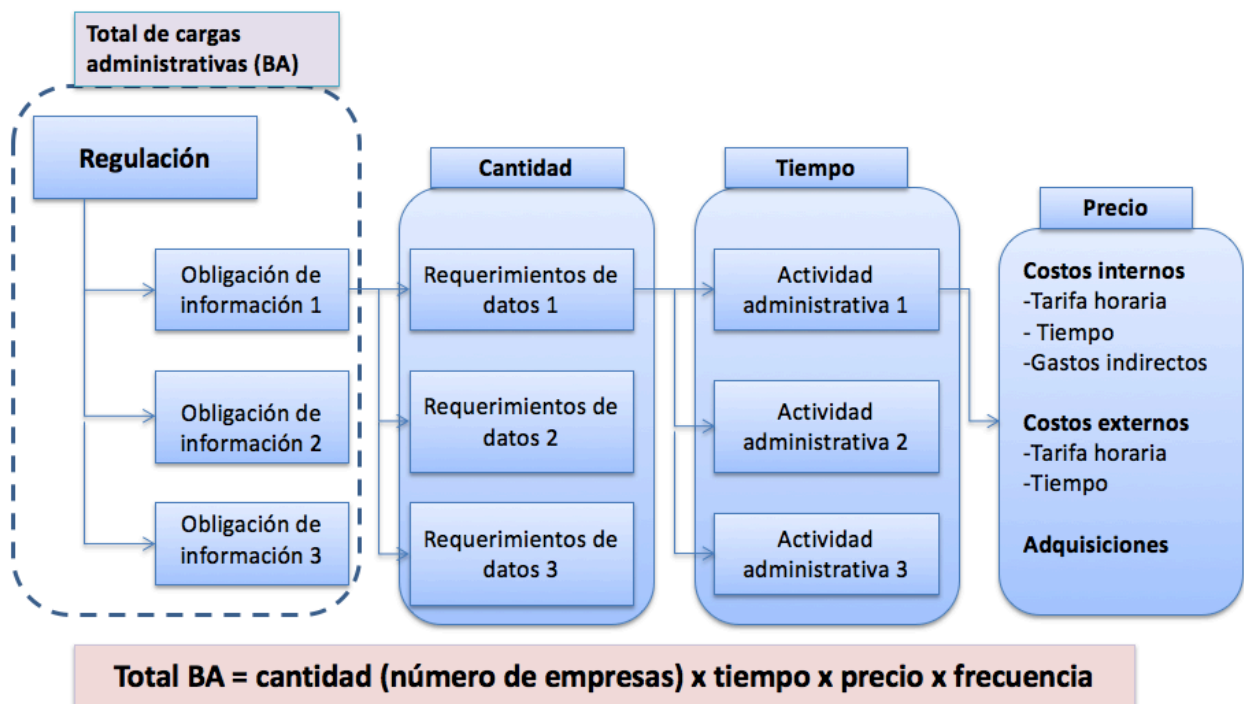 Total de cargas
administrativas (BA)
Regulación
Obligación de
información 1
Obligación de
información 2
Obligación de
información 3
Cantidad
Requerimientos de
datos 1
Requerimientos de
datos 2
Requerimientos de
datos 3
Tiempo
Actividad
administrativa 1
Actividad
administrativa 2
Actividad
administrativa 3
Precio
Costos internos
-Tarifa horaria
- Tiempo
-Gastos indirectos
Costos externos
-Tarifa horaria
-Tiempo
Adquisiciones
Total BA = cantidad (número de empresas) x tiempo x precio x frecuencia